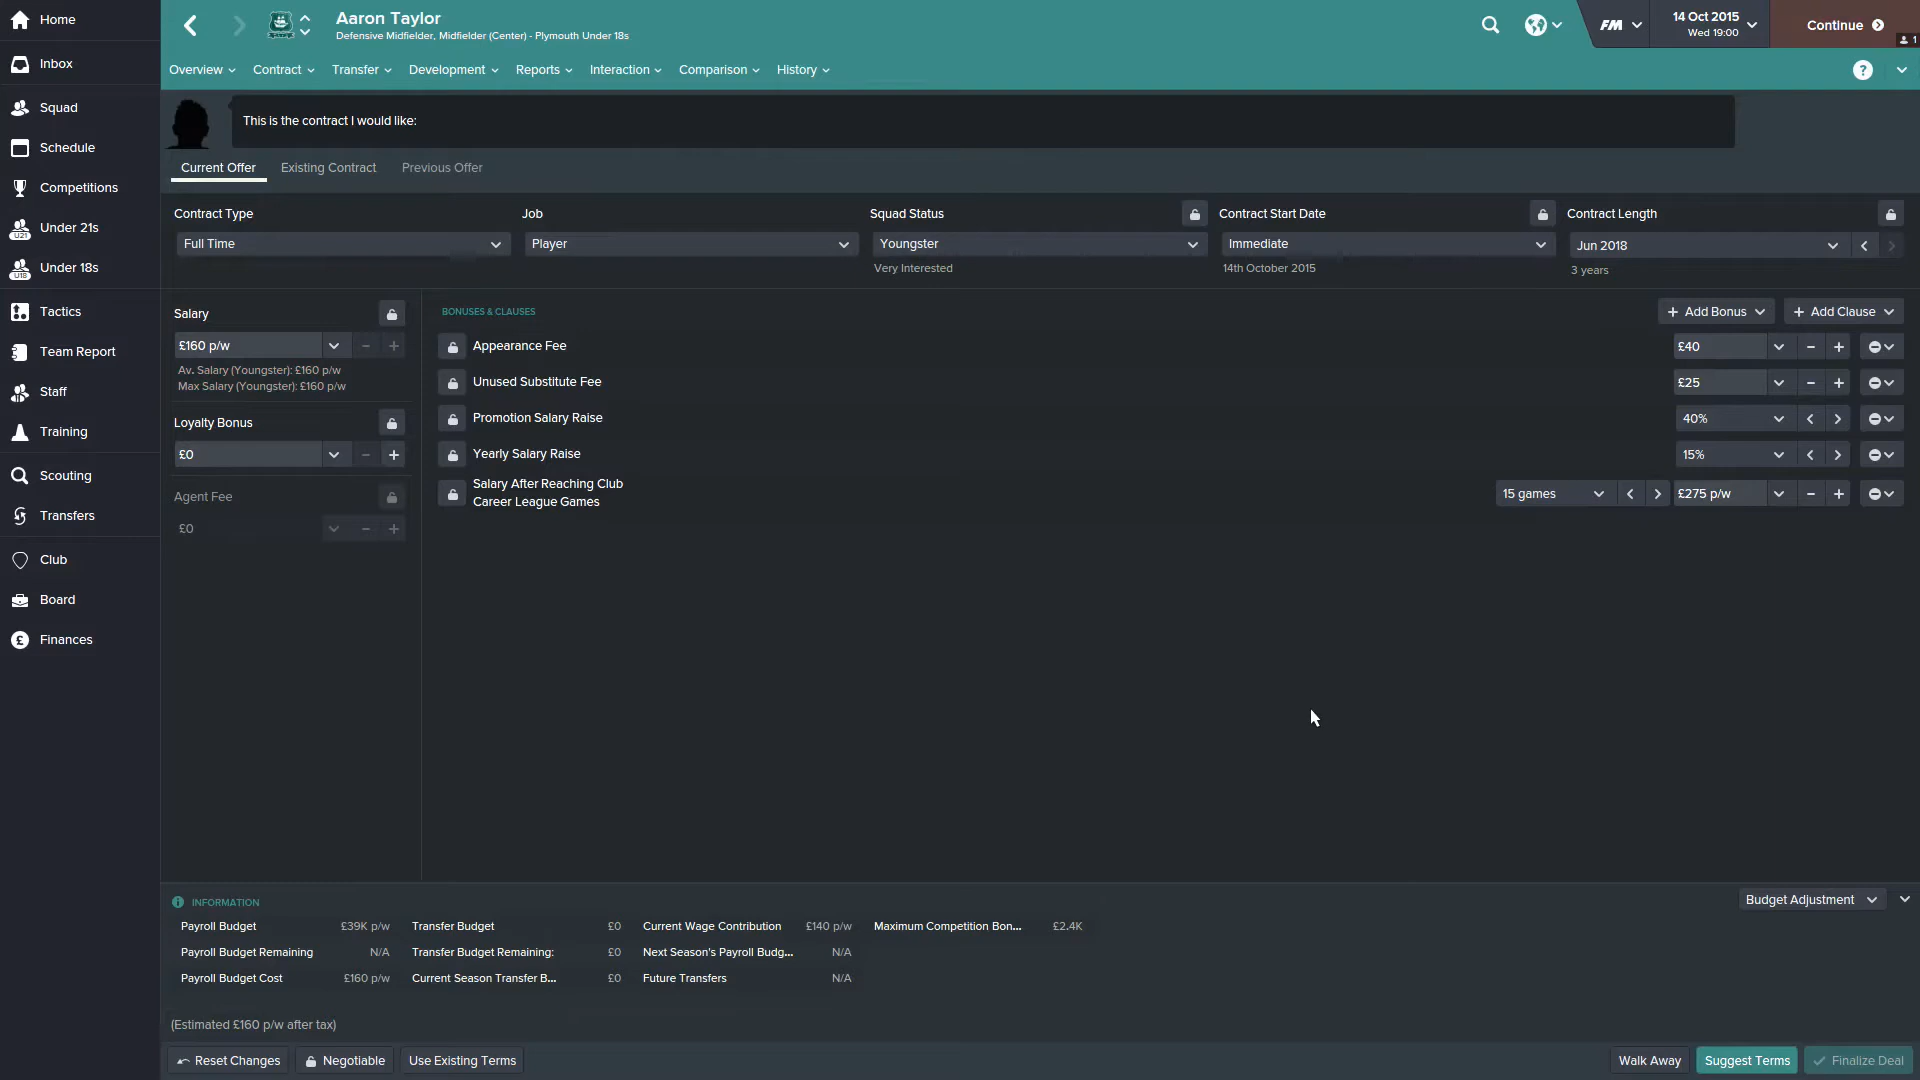 Home
Inbox
Squad
Schedule
Competitions
Under 21s
Under 18s
Tactics
Team Report
Staff
Training
Scouting
Transfers
Club
Board
Finances
Aaron Taylor
Defensive Midfielder, Midfielder (Center) - Plymouth Under 18s
FM
14 Oct 2015
Wed 19:00
Continue
1
Overview
Contract
Transfer
Development
Reports
Interaction
Comparison
History
?
This is the contract I would like:
Current Offer
Existing Contract
Previous Offer
Contract Type
Full Time
Job
Player
Squad Status
Youngster
Very Interested
Contract Start Date
Immediate
14th October 2015
Contract Length
Jun 2018
3 years
Salary
£160 p/w
Av. Salary (Youngster): £160 p/w
Max Salary (Youngster): £160 p/w
Loyalty Bonus
£0
Agent Fee
£0
BONUSES & CLAUSES
+ Add Bonus
+ Add Clause
Appearance Fee
£40
Unused Substitute Fee
£25
Promotion Salary Raise
40%
Yearly Salary Raise
15%
Salary After Reaching Club
Career League Games
15 games
£275 p/w
INFORMATION
Budget Adjustment
Payroll Budget £39K p/w
Transfer Budget £0
Current Wage Contribution £140 p/w
Maximum Competition Bon... £2.4K
Payroll Budget Remaining N/A
Transfer Budget Remaining: £0
Next Season's Payroll Budg... N/A
Payroll Budget Cost £160 p/w
Current Season Transfer B... £0
Future Transfers N/A
(Estimated £160 p/w after tax)
Reset Changes
Negotiable
Use Existing Terms
Walk Away
Suggest Terms
Finalize Deal